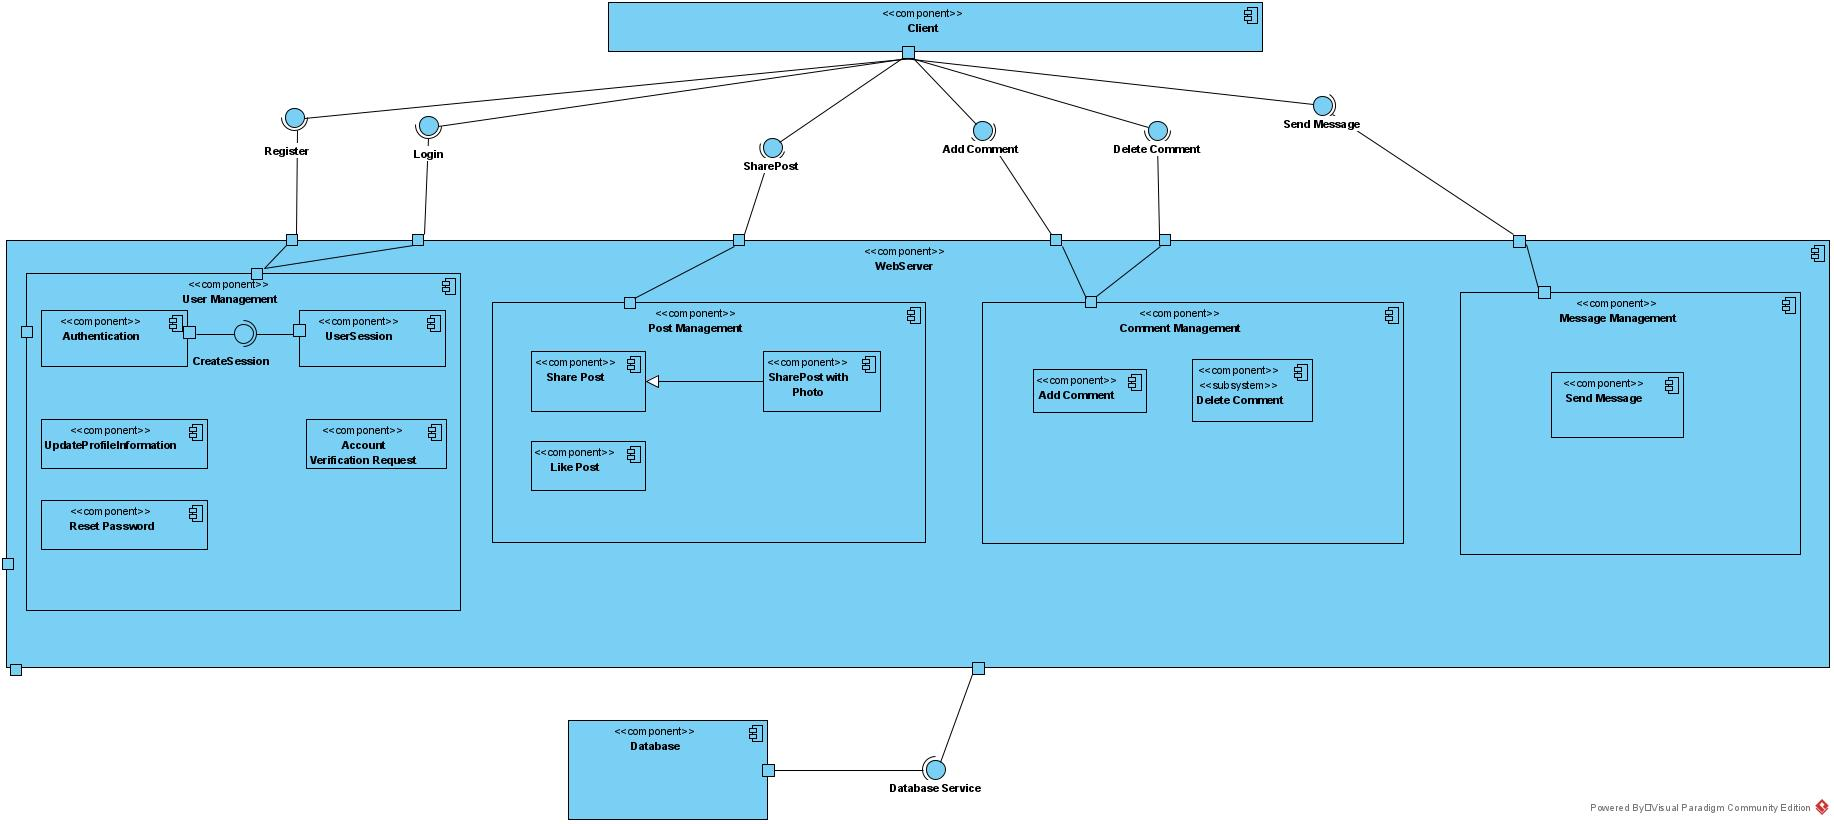 <<component>>
Client
Register
Login
SharePost
Add Comment
Delete Comment
Send Message
<<component>>
WebServer
<<component>>
User Management
<<component>>
Authentication
CreateSession
<<component>>
UserSession
<<component>>
UpdateProfileInformation
<<component>>
Account
Verification Request
<<component>>
Reset Password
<<component>>
Post Management
<<component>>
Share Post
<<component>>
SharePost with
Photo
<<component>>
Like Post
<<component>>
Comment Management
<<component>>
Add Comment
<<component>>
<<subsystem>>
Delete Comment
<<component>>
Message Management
<<component>>
Send Message
<<component>>
Database
Database Service
Powered By□Visual Paradigm Community Edition